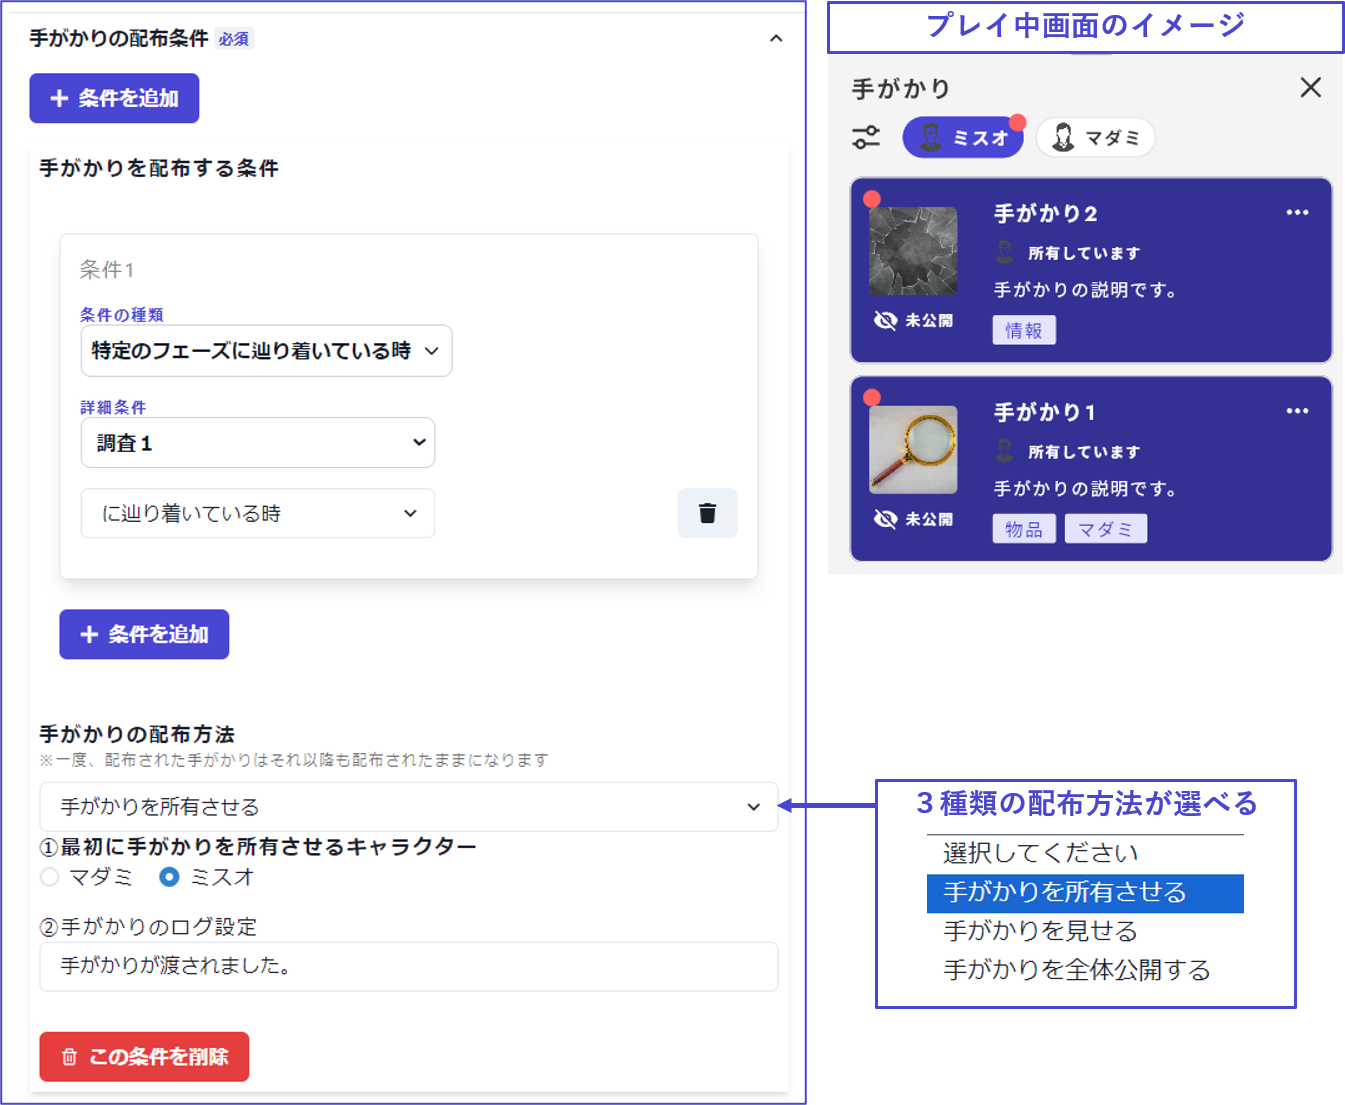 手がかりの配布条件 必須
+ 条件を追加
手がかりを配布する条件
条件1
条件の種類
特定のフェーズに辿り着いている時
詳細条件
調査1
に辿り着いている時
+ 条件を追加
手がかりの配布方法
※一度、配布された手がかりはそれ以降も配布されたままになります
手がかりを所有させる
①最初に手がかりを所有させるキャラクター
マダミ ミスオ
②手がかりのログ設定
手がかりが渡されました。
この条件を削除
プレイ中画面のイメージ
手がかり
ミスオ マダミ
手がかり2
所有しています
手がかりの説明です。
未公開
情報
手がかり1
所有しています
手がかりの説明です。
未公開
物品 マダミ
３種類の配布方法が選べる
選択してください
手がかりを所有させる
手がかりを見せる
手がかりを全体公開する